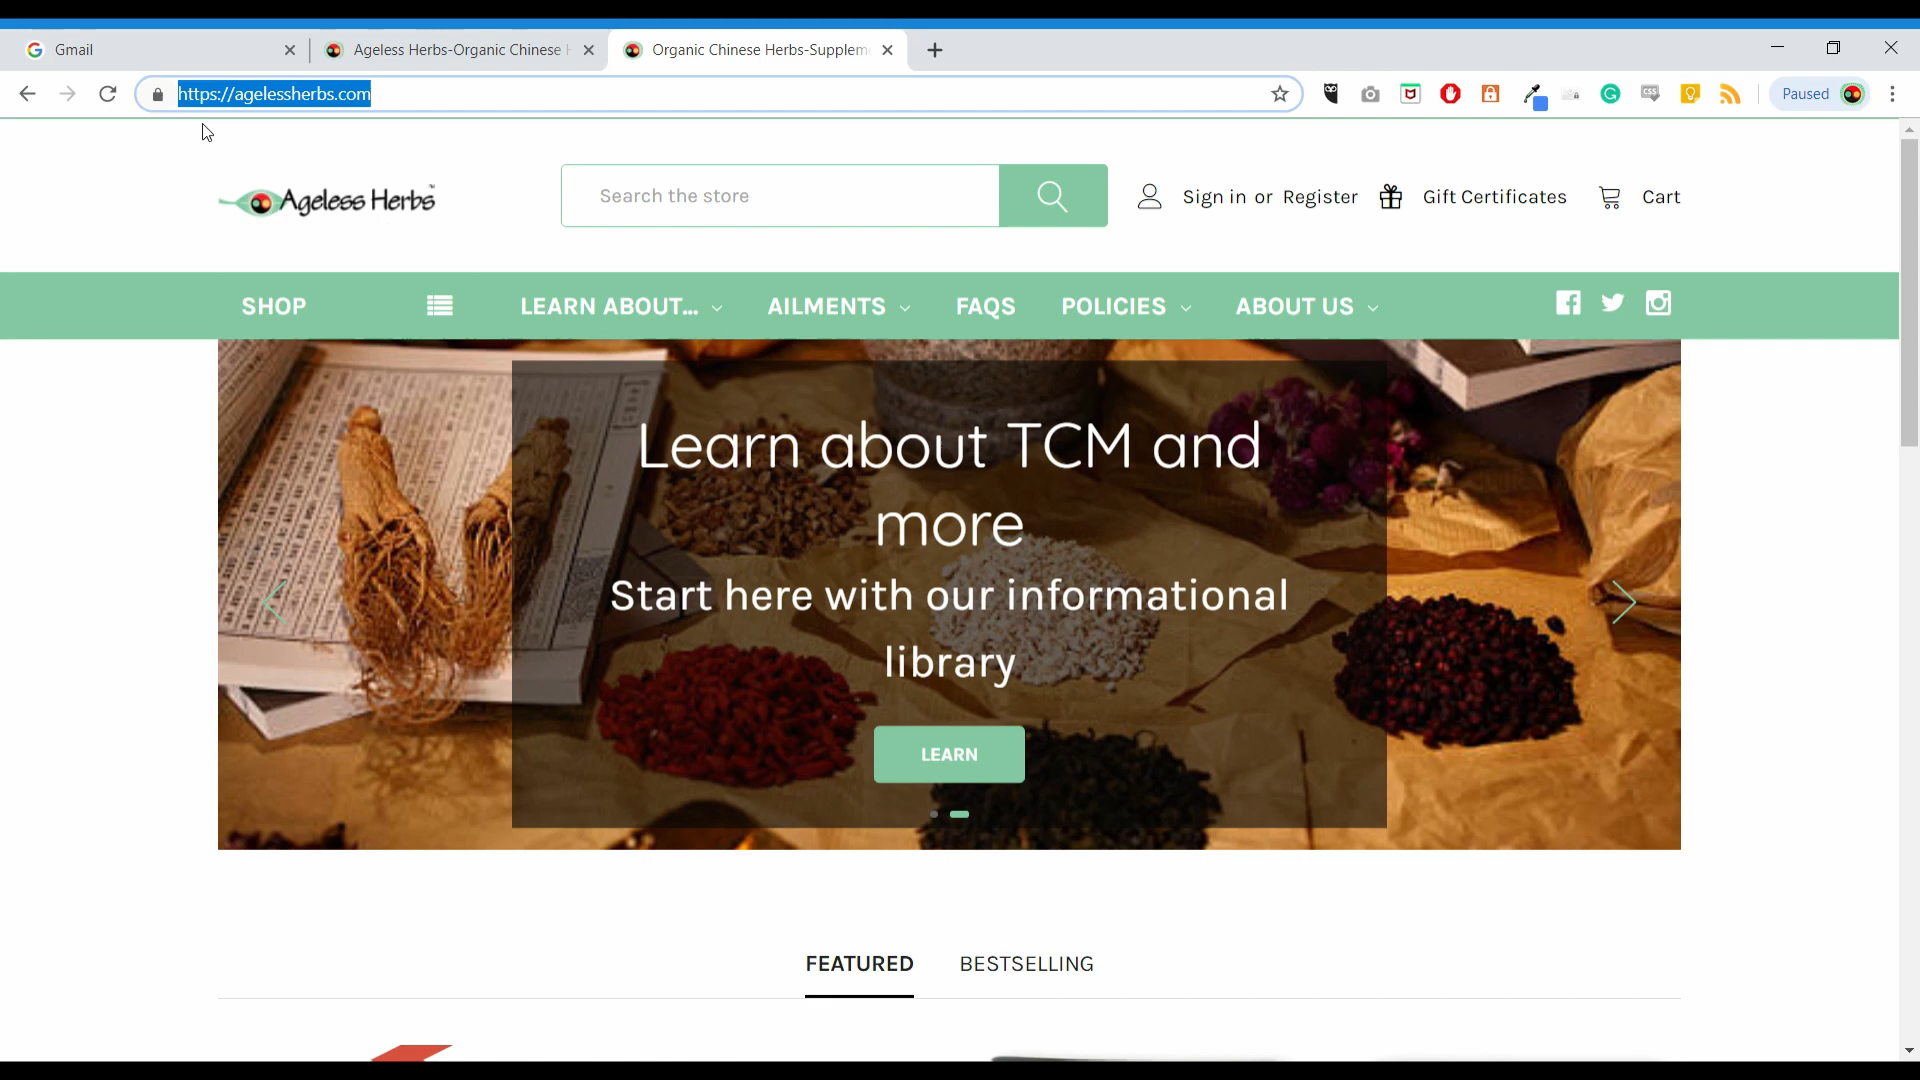 Gmail
Ageless Herbs-Organic Chinese
Organic Chinese Herbs-Supplem
https://agelessherbs.com
Paused
Ageless Herbs
Search the store
Sign in or Register
Gift Certificates
Cart
SHOP
LEARN ABOUT...
AILMENTS
FAQS
POLICIES
ABOUT US
Learn about TCM and
more
Start here with our informational
library
LEARN
FEATURED
BESTSELLING